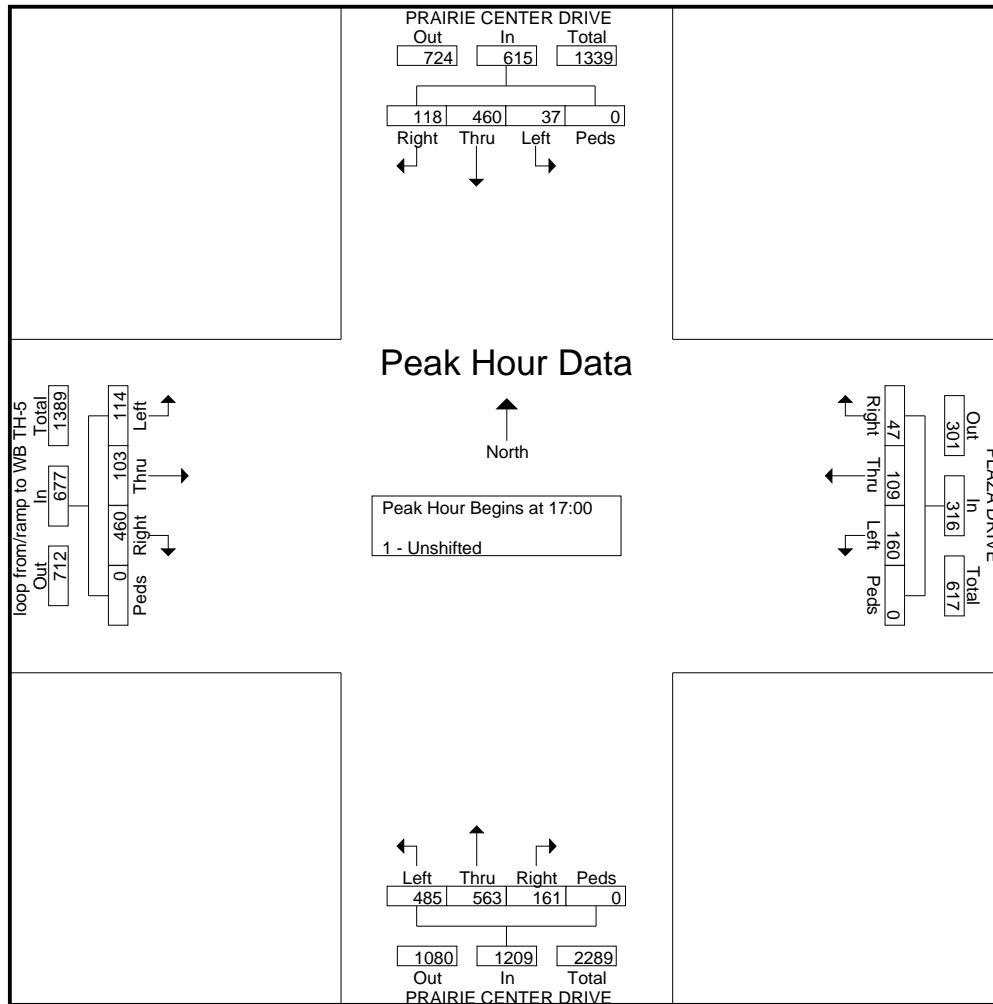 PRAIRIE CENTER DRIVE
Out In Total
724 615 1339
118 460 37 0
Right Thru Left Peds
Peak Hour Data
North
Peak Hour Begins at 17:00
1 - Unshifted
loop from/ramp to WB TH-5
Total In Out
1389 677 712
114 103 460 0
Left Thru Right Peds
PLAZA DRIVE
Out In Total
301 316 617
47 109 160 0
Right Thru Left Peds
Left Thru Right Peds
485 563 161 0
1080 1209 2289
Out In Total
PRAIRIE CENTER DRIVE